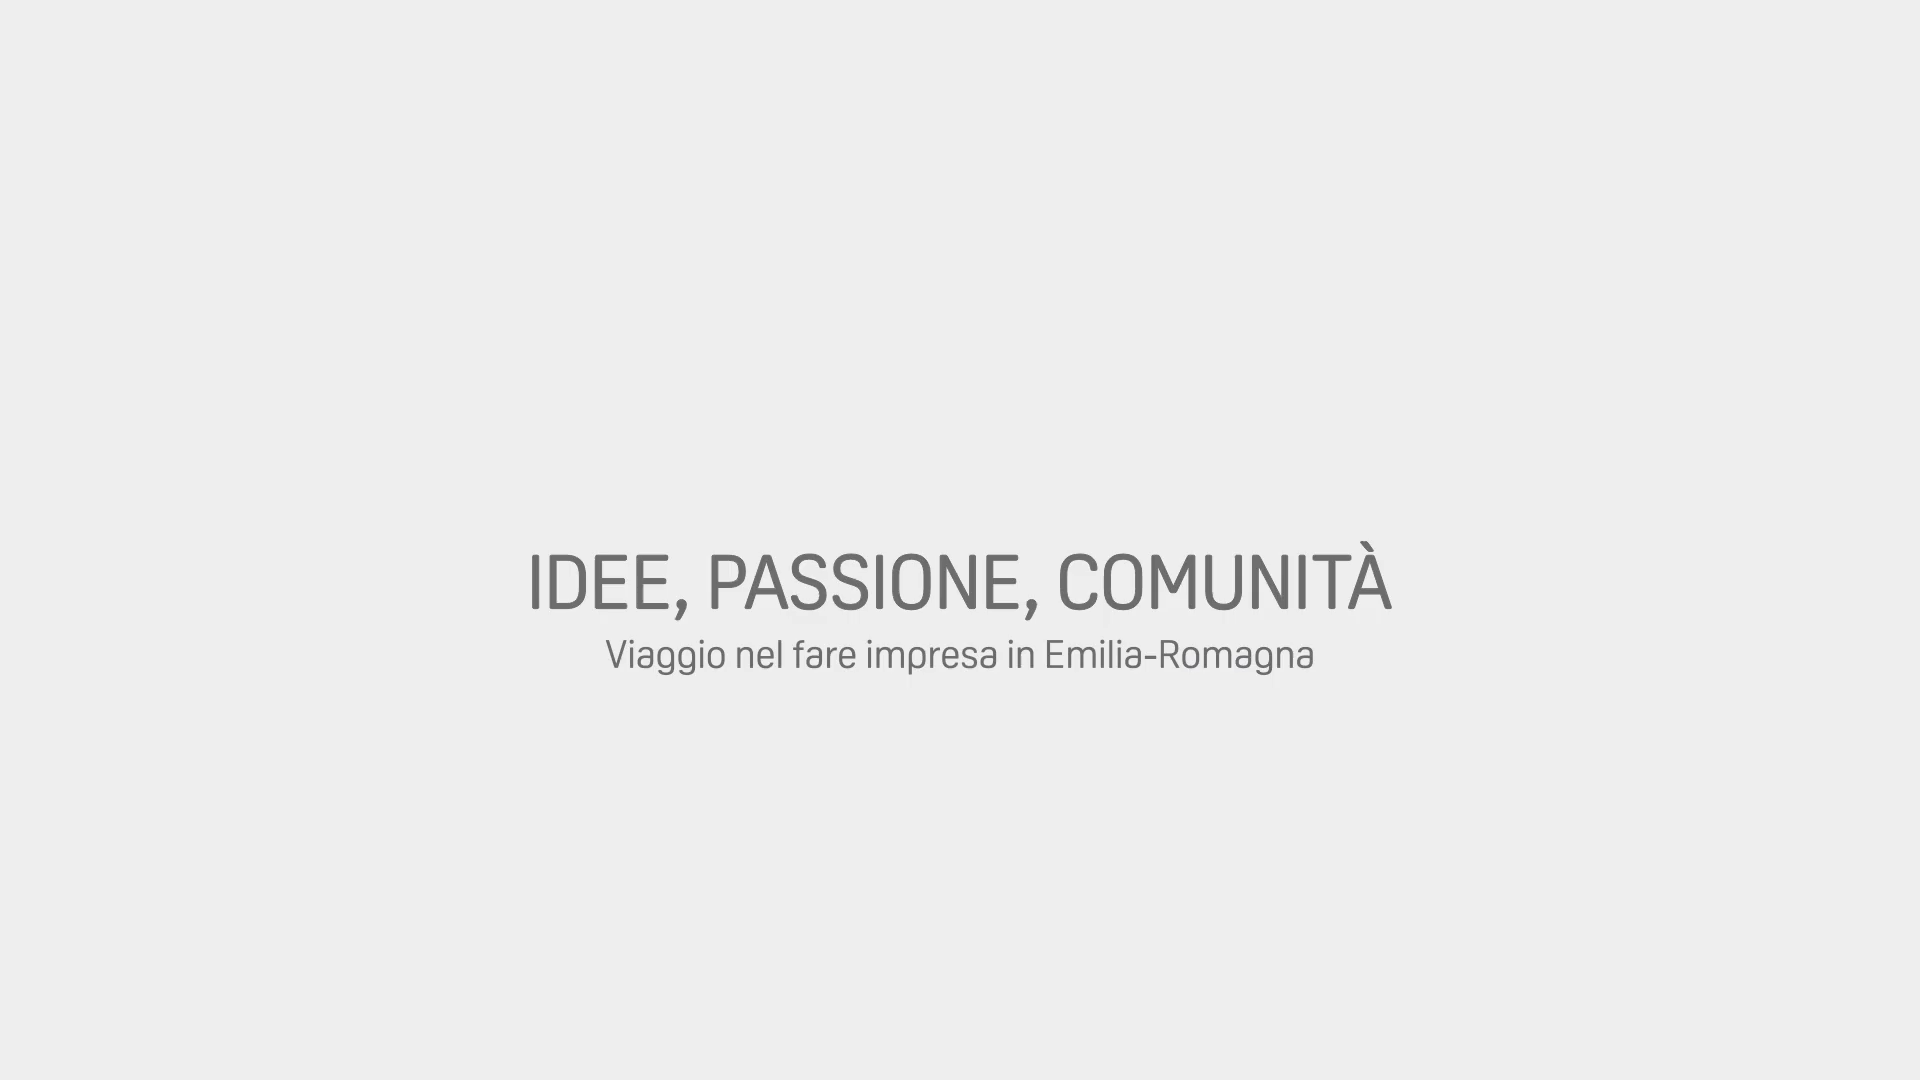 IDEE, PASSIONE, COMUNITÀ
Viaggio nel fare impresa in Emilia-Romagna